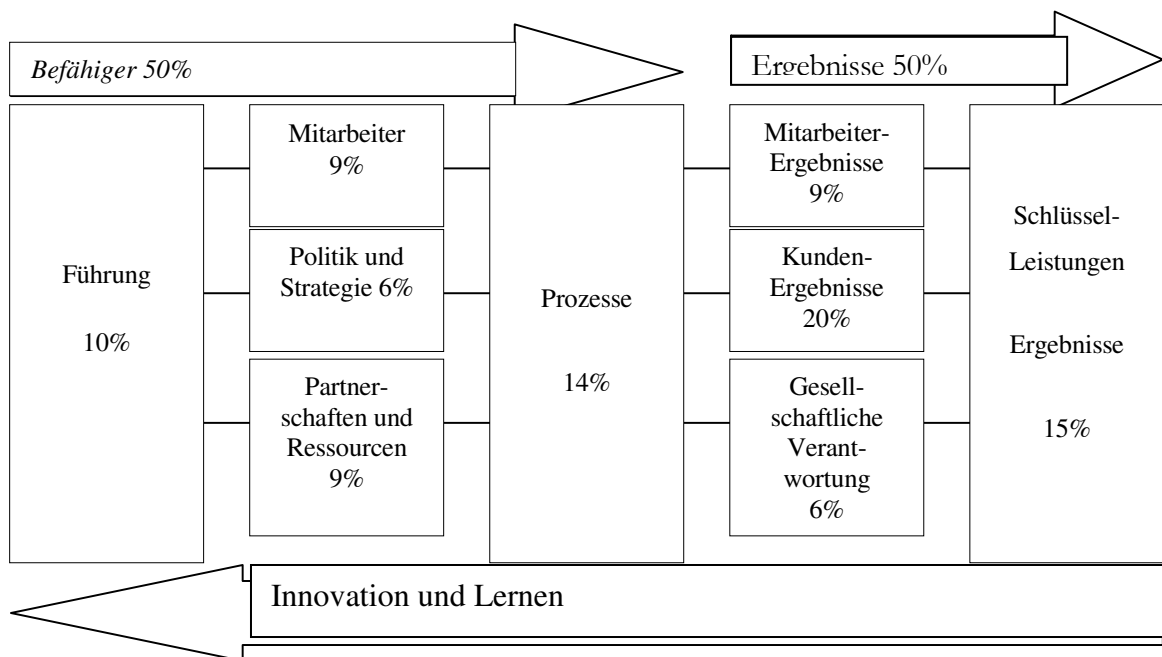 Befähiger 50%
Ergebnisse 50%
Führung
10%
Mitarbeiter
9%
Politik und
Strategie 6%
Partner-
schaften und
Ressourcen
9%
Prozesse
14%
Mitarbeiter-
Ergebnisse
9%
Kunden-
Ergebnisse
20%
Gesell-
schaftliche
Verant-
wortung
6%
Schlüssel-
Leistungen
Ergebnisse
15%
Innovation und Lernen